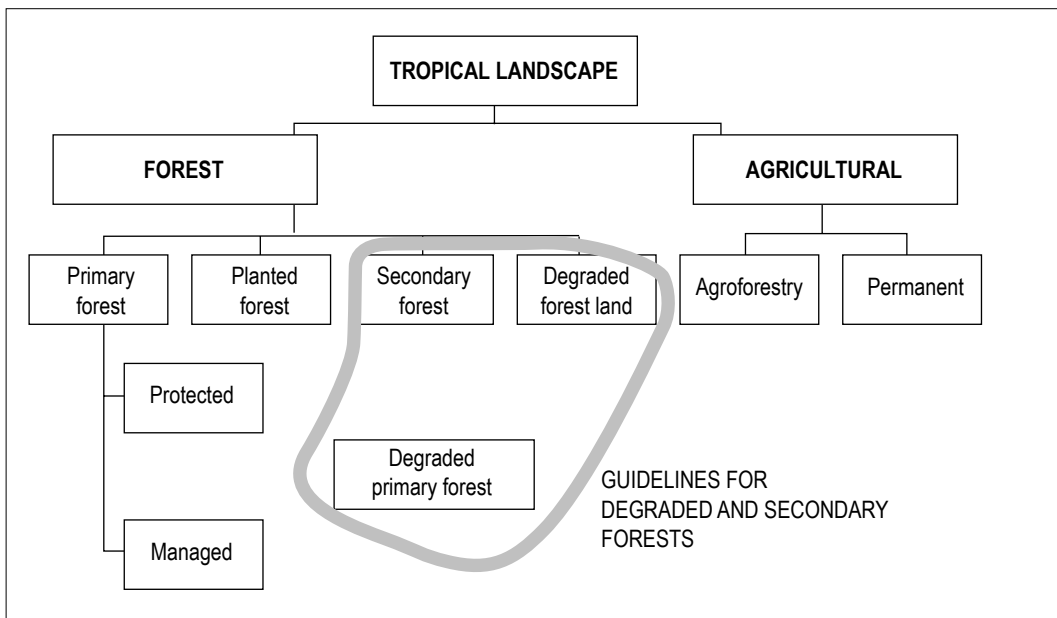 TROPICAL LANDSCAPE
FOREST
AGRICULTURAL
Primary
forest
Planted
forest
Secondary
forest
Degraded
forest land
Agroforestry
Permanent
Protected
Degraded
primary forest
GUIDELINES FOR
DEGRADED AND SECONDARY
FORESTS
Managed